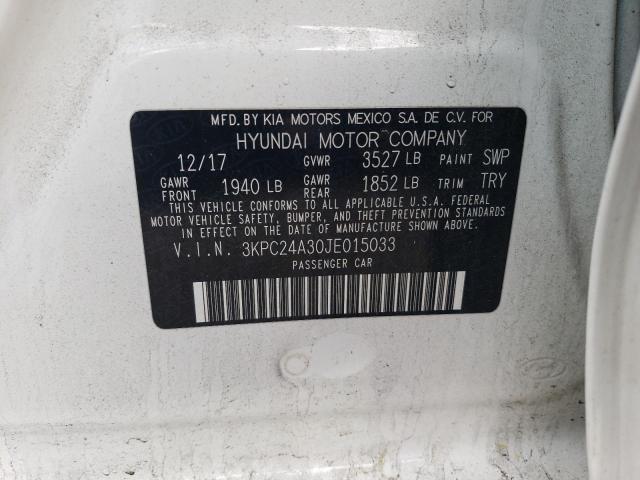 MFD. BY KIA MOTORS MEXICO S.A. DE C.V. FOR
HYUNDAI MOTOR COMPANY
12/17 GVWR 3527 LB PAINT SWP
GAWR FRONT 1940 LB GAWR REAR 1852 LB TRIM TRY
THIS VEHICLE CONFORMS TO ALL APPLICABLE U.S.A. FEDERAL
MOTOR VEHICLE SAFETY, BUMPER, AND THEFT PREVENTION STANDARDS
IN EFFECT ON THE DATE OF MANUFACTURE SHOWN ABOVE.
V.I.N. 3KPC24A30JE015033
PASSENGER CAR